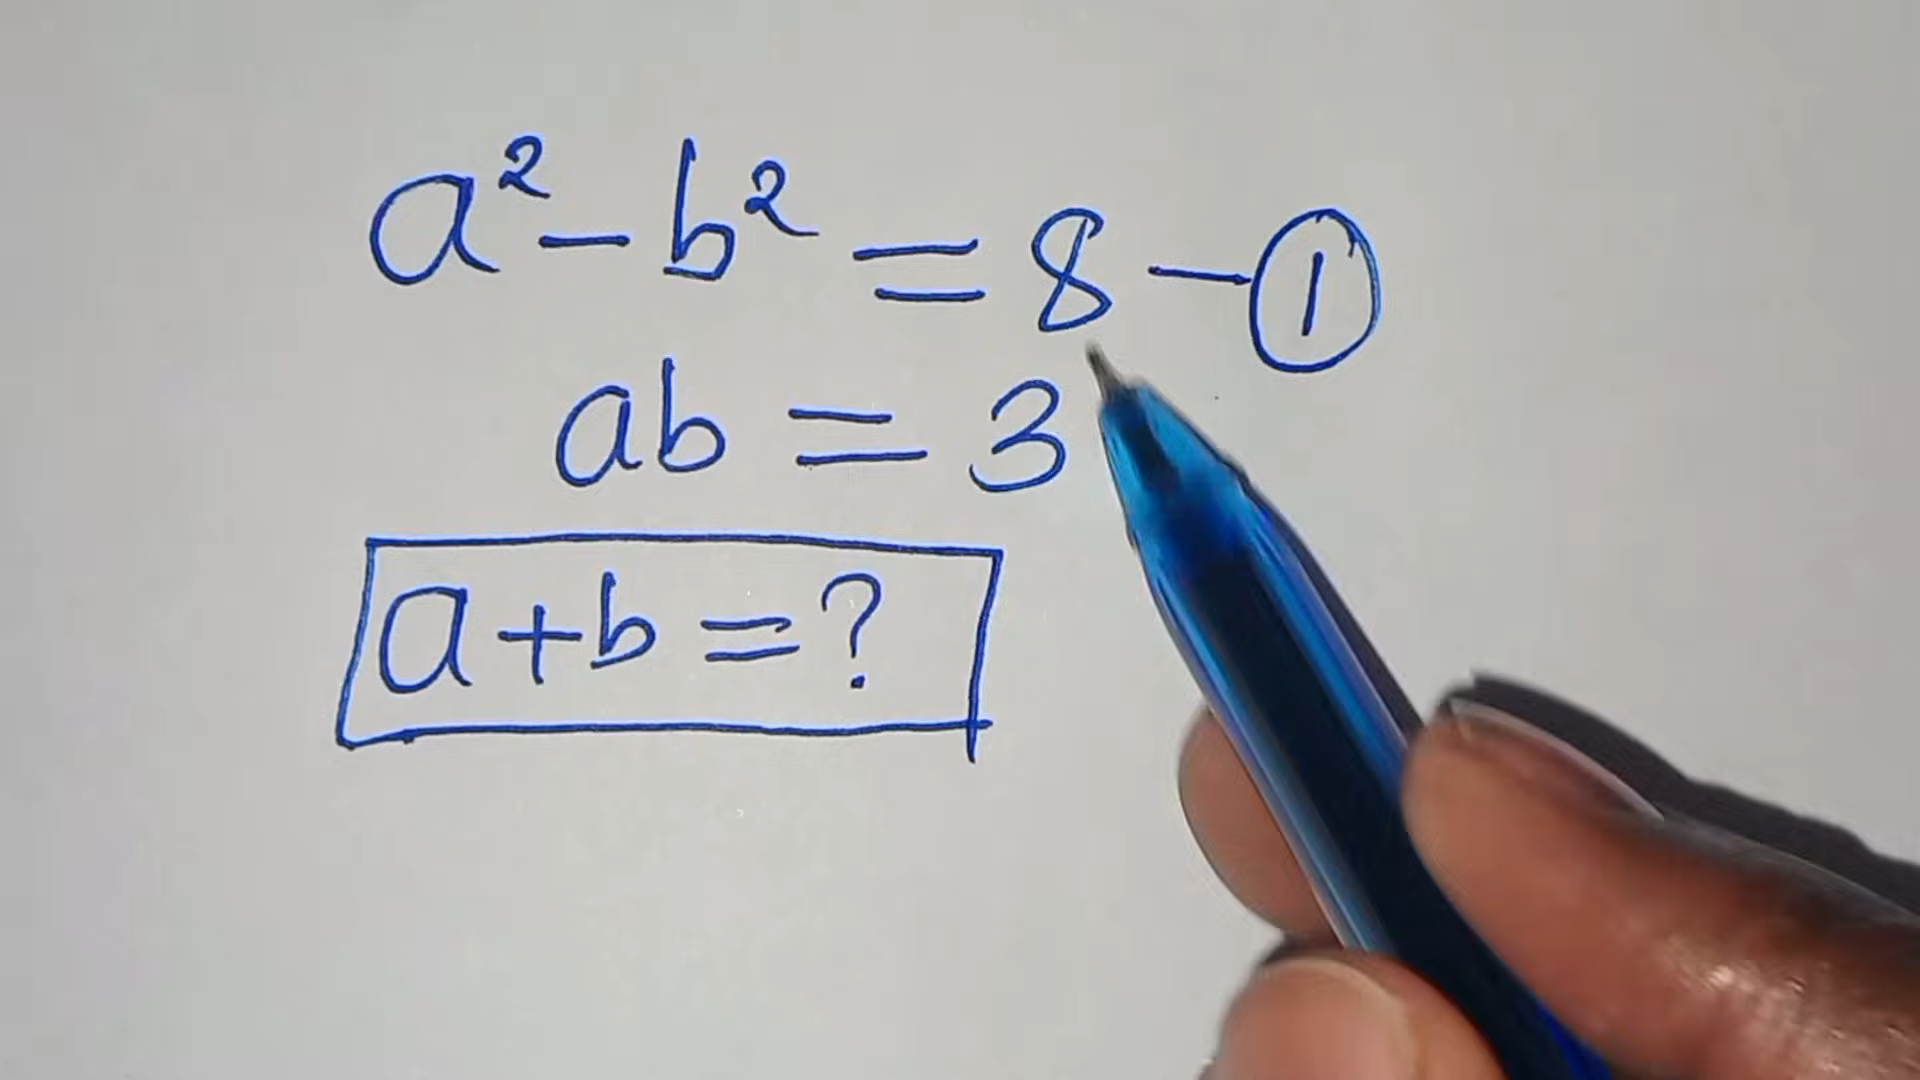 a² - b² = 8 - ①
ab = 3
a + b = ?